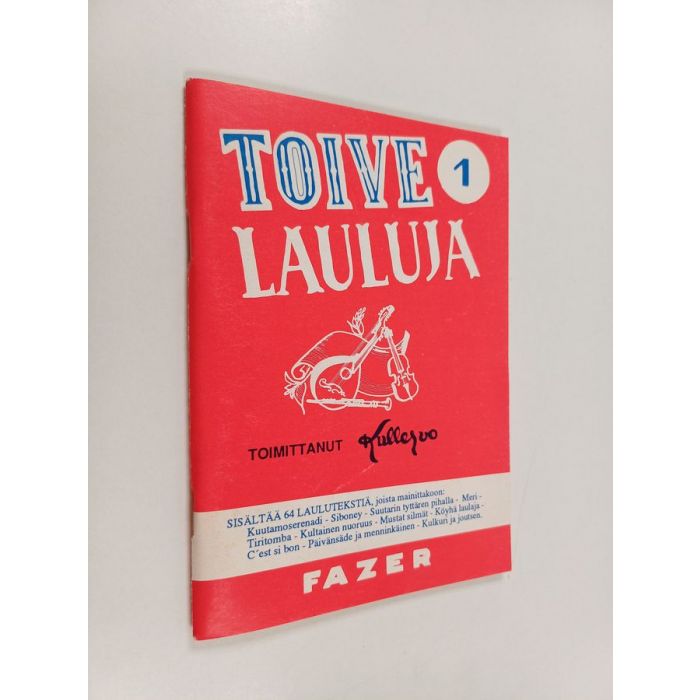 TOIVE 1
LAULUJA
TOIMITTANUT Kullervo
SISÄLTÄÄ 64 LAULUTEKSTIÄ, joista mainittakoon:
Kuutamoserenadi - Siboney - Suutarin tyttären pihalla - Meri -
Tiritomba - Kultainen nuoruus - Mustat silmät - Köyhä laulaja -
C´est si bon - Päivänsäde ja menninkäinen - Kulkuri ja joutsen.
FAZER